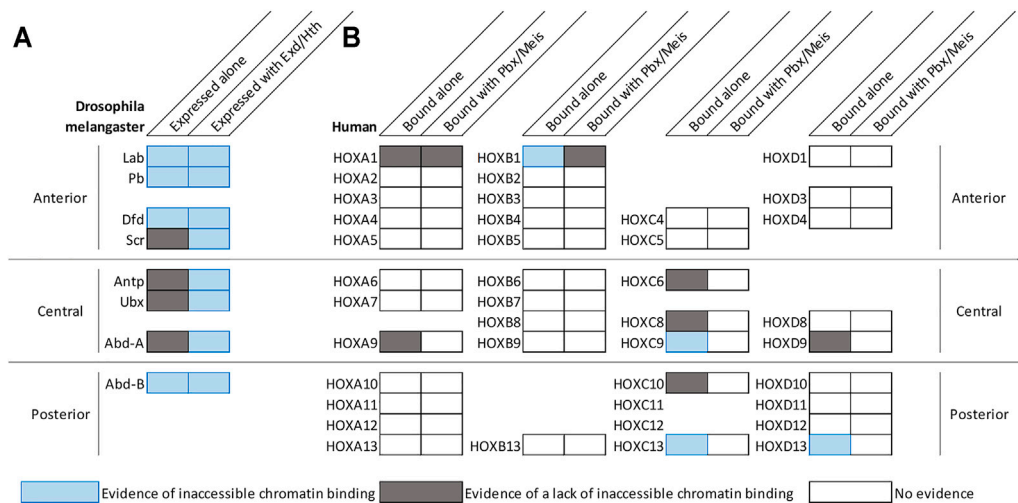 A
B
Drosophila
melangaster
Expressed alone
Expressed with Exd/Hth
Human
Bound alone
Bound with Pbx/Meis
Bound alone
Bound with Pbx/Meis
Bound alone
Bound with Pbx/Meis
Bound alone
Bound with Pbx/Meis
Anterior
Lab
Pb
Dfd
Scr
HOXA1
HOXA2
HOXA3
HOXA4
HOXA5
HOXB1
HOXB2
HOXB3
HOXB4
HOXB5
HOXC4
HOXC5
HOXD1
HOXD3
HOXD4
Anterior
Central
Antp
Ubx
Abd-A
HOXA6
HOXA7
HOXA9
HOXB6
HOXB7
HOXB8
HOXB9
HOXC6
HOXC8
HOXC9
HOXD8
HOXD9
Central
Posterior
Abd-B
HOXA10
HOXA11
HOXA12
HOXA13
HOXB13
HOXC10
HOXC11
HOXC12
HOXC13
HOXD10
HOXD11
HOXD12
HOXD13
Posterior
Evidence of inaccessible chromatin binding
Evidence of a lack of inaccessible chromatin binding
No evidence